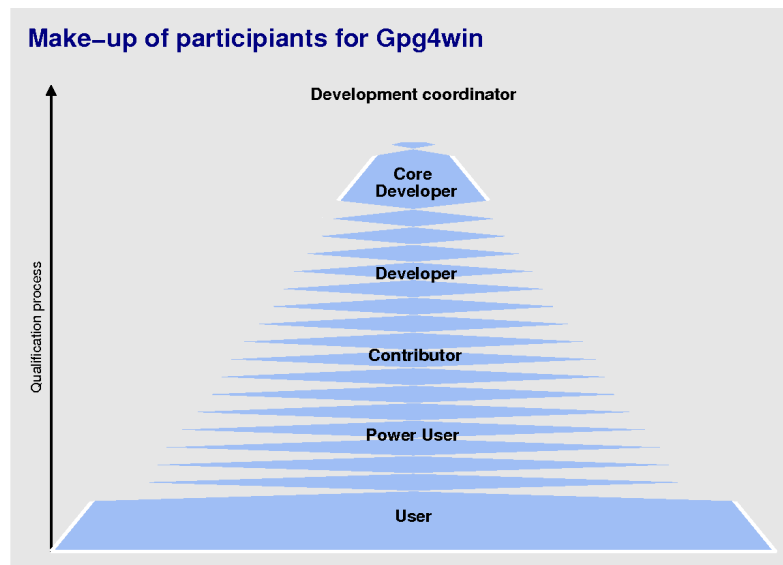 Make−up of participiants for Gpg4win
Development coordinator
Core
Developer
Developer
Contributor
Power User
User
Qualification process